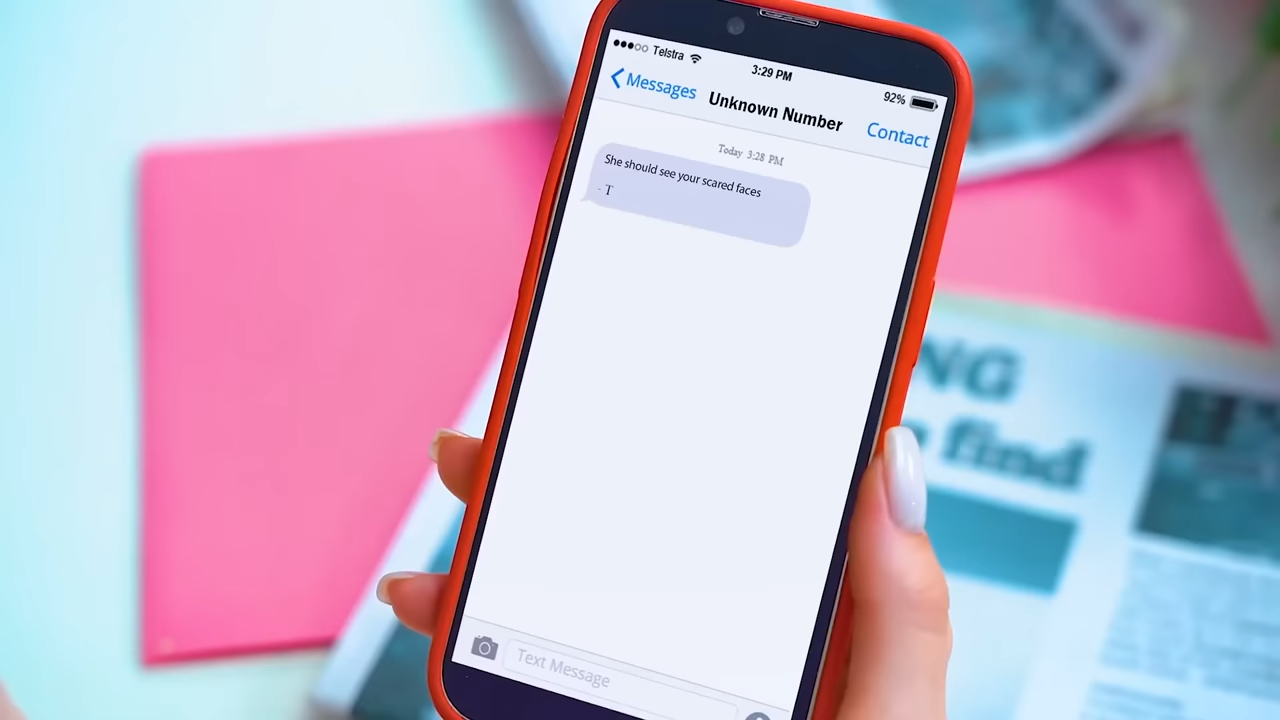 Telstra
3:29 PM
92%
Messages
Unknown Number
Contact
Today 3:28 PM
She should see your scared faces
- T
Text Message
NG
find